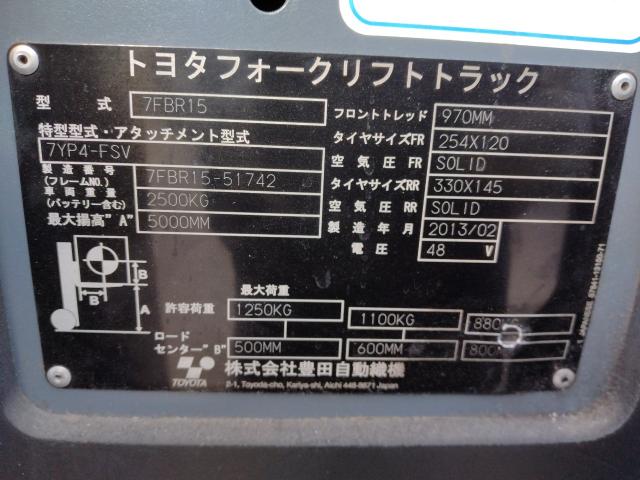 トヨタフォークリフトトラック
型式 7FBR15
特型型式・アタッチメント型式
7YP4-FSV
製造番号(フレームNO.) 7FBR15-51742
車両重量(バッテリー含む) 2500KG
最大揚高"A" 5000MM
フロントトレッド 970MM
タイヤサイズFR 254X120
空気圧FR SOLID
タイヤサイズRR 330X145
空気圧RR SOLID
製造年月 2013/02
電圧 48 V
B
B
A
最大荷重
許容荷重 1250KG 1100KG
ロードセンター"B" 500MM 600MM
TOYOTA 株式会社豊田自動織機
2-1, Toyoda-cho, Kariya-shi, Aichi 448-8671 Japan